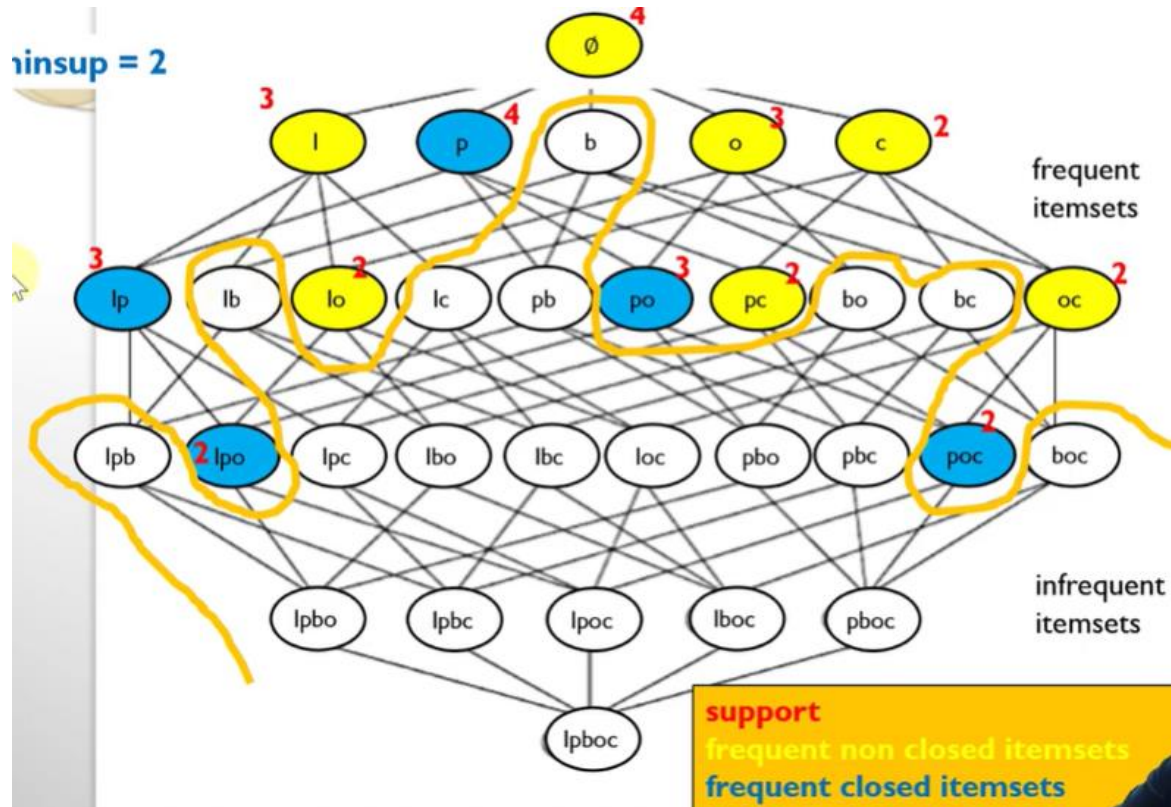 4
Ø
minsup = 2
3
l
p
4
b
o
3
c
2
frequent
itemsets
3
lp
lb
lo
2
lc
pb
po
3
pc
2
bo
bc
oc
2
lpb
2
lpo
lpc
lbo
lbc
loc
pbo
pbc
poc
2
boc
lpbo
lpbc
lpoc
lboc
pboc
infrequent
itemsets
lpboc
support
frequent non closed itemsets
frequent closed itemsets